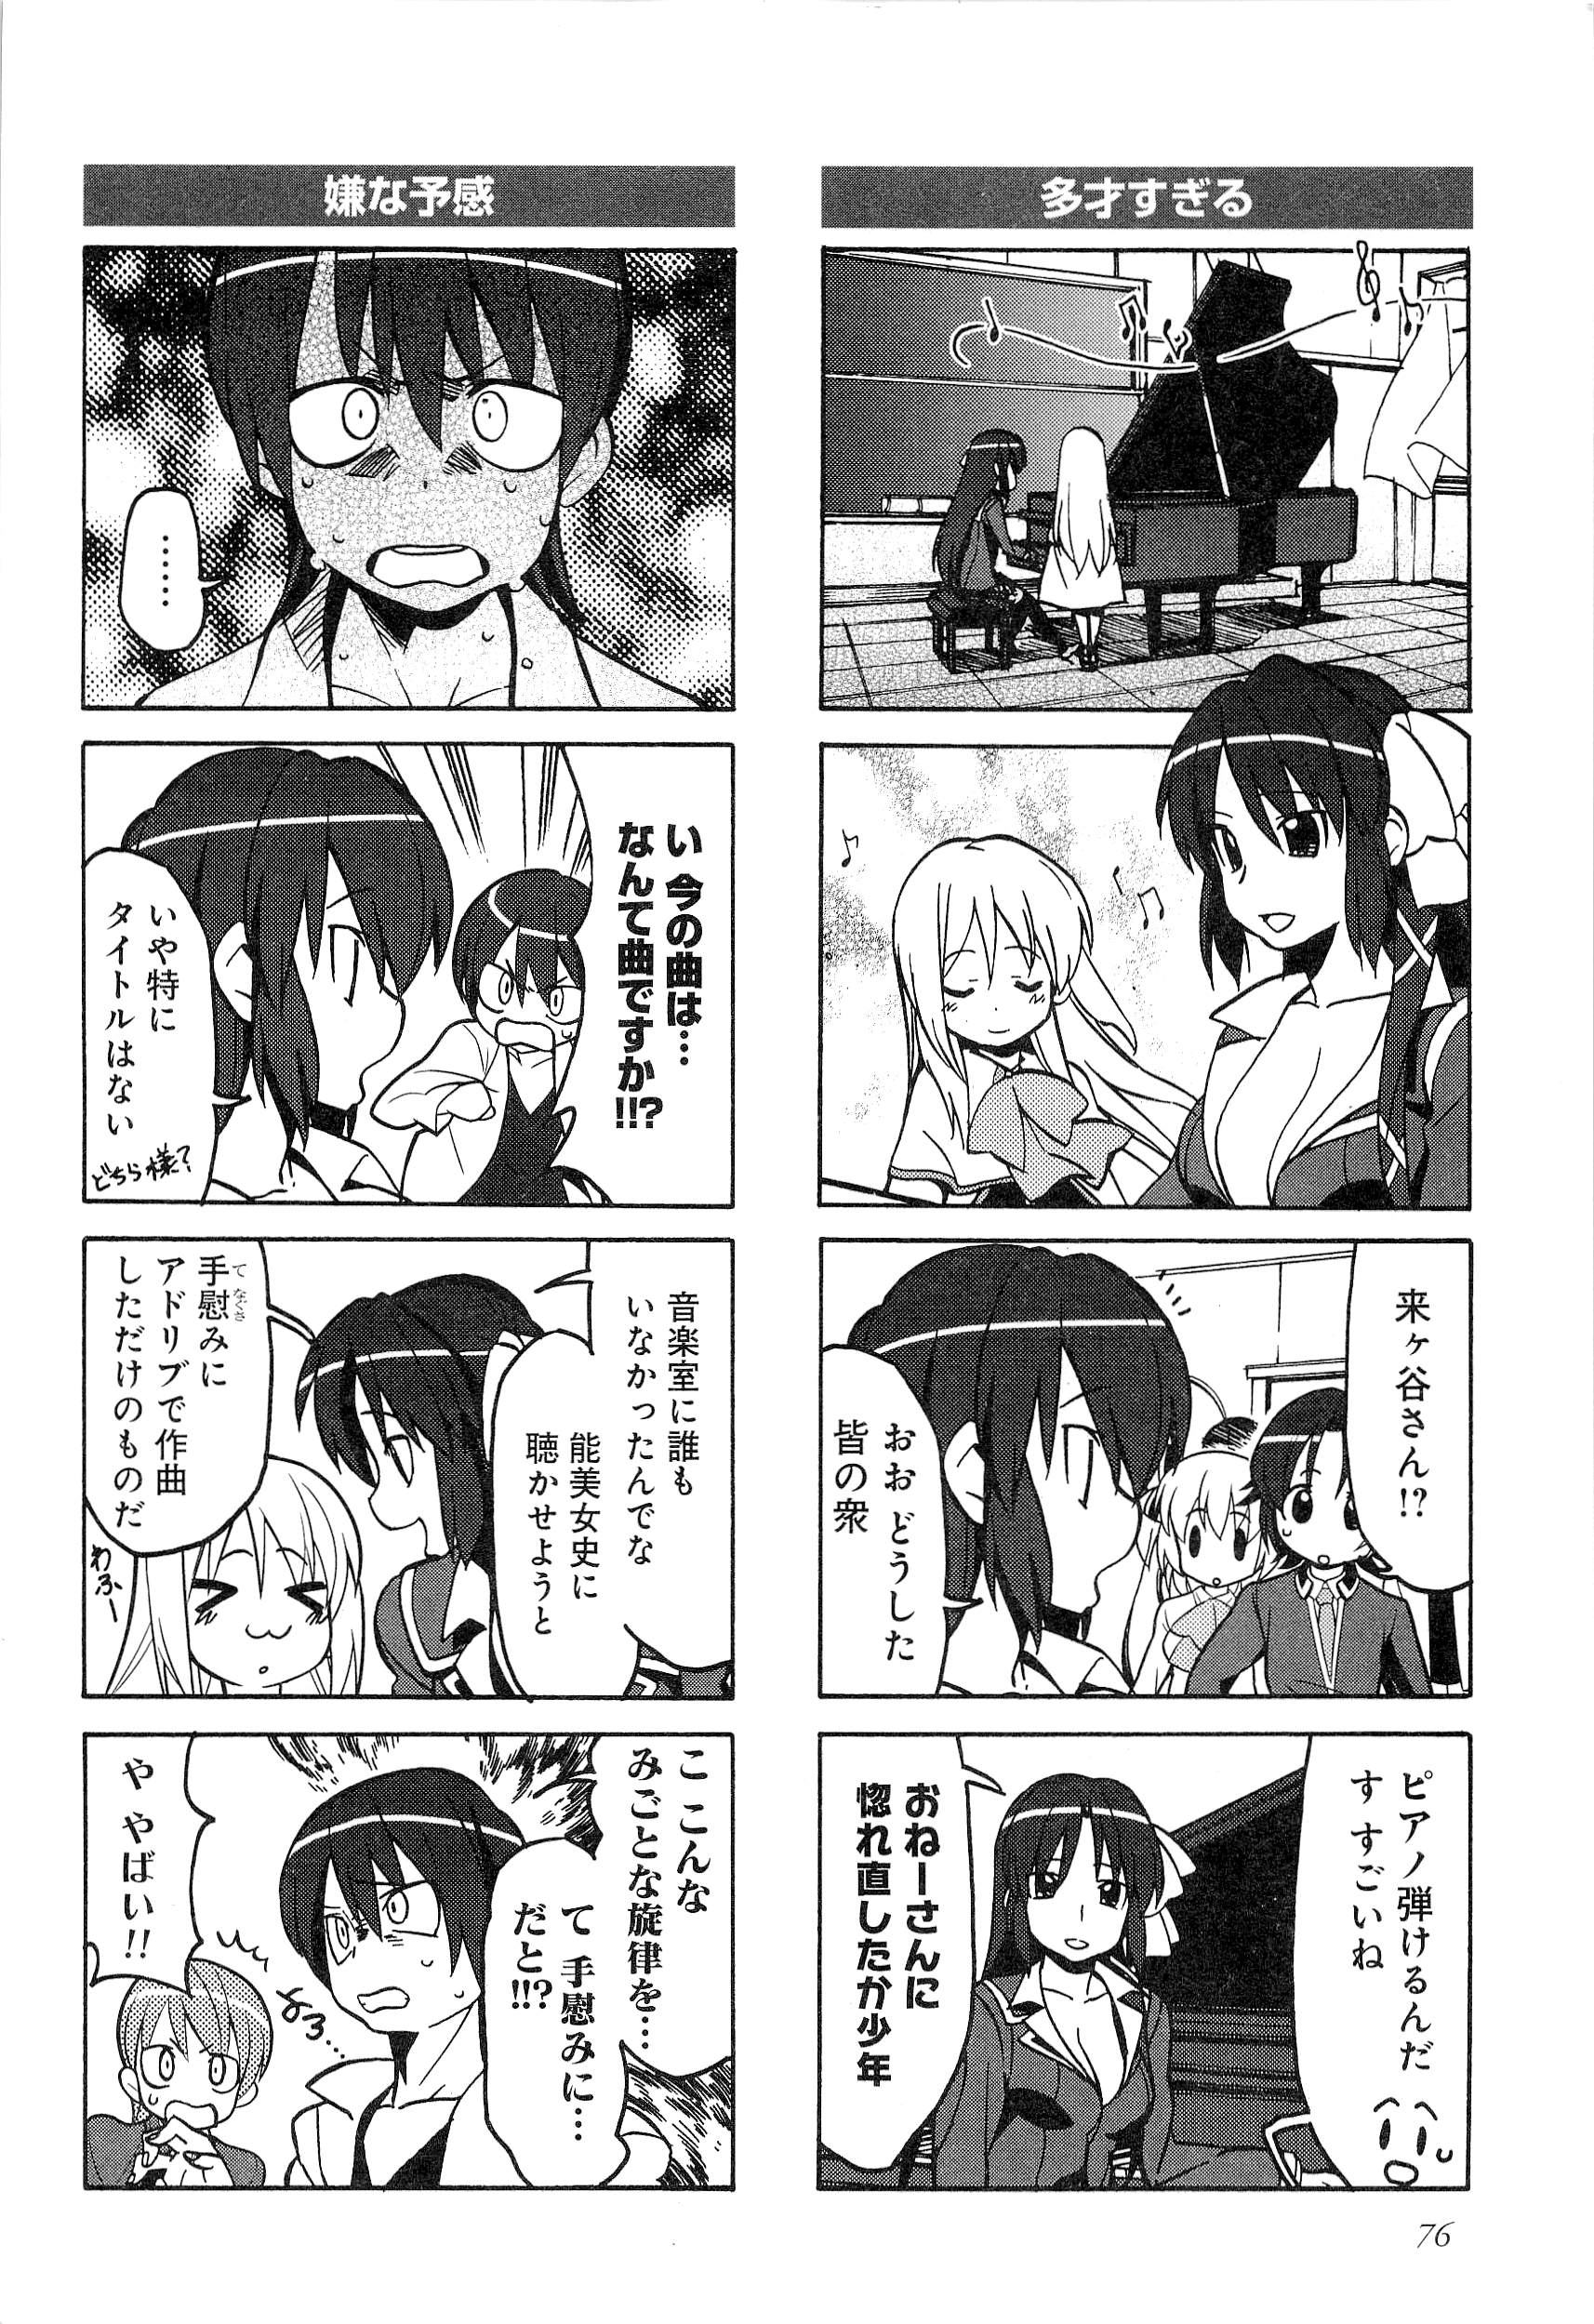 多才すぎる
来ヶ谷さん!?
おお どうした
皆の衆
ピアノ弾けるんだ
す すごいね
おねーさんに
惚れ直したか少年
嫌な予感
……
い 今の曲は…
なんて曲ですか!!?
いや特に
タイトルはない
どちら様で?
音楽室に誰も
いなかったんでな
能美女史に
聴かせようと
手慰みに
てなぐさ
アドリブで作曲
しただけのものだ
わふー
こ こんな
みごとな旋律を…
て 手慰みに…
だと!!?
よろ…
や やばい!!
76